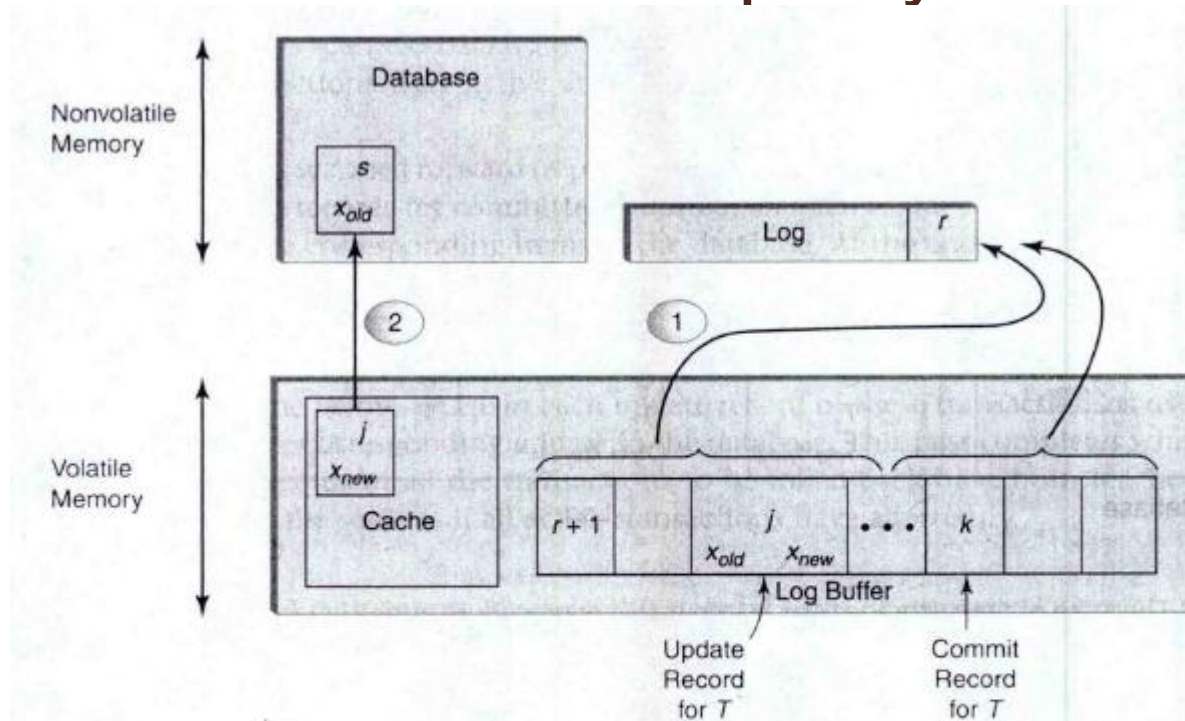 Database
Nonvolatile
Memory
s
x_old
Log
r
2
1
j
x_new
Volatile
Memory
Cache
r + 1
j
• • •
k
x_old x_new
Log Buffer
Update
Record
for T
Commit
Record
for T